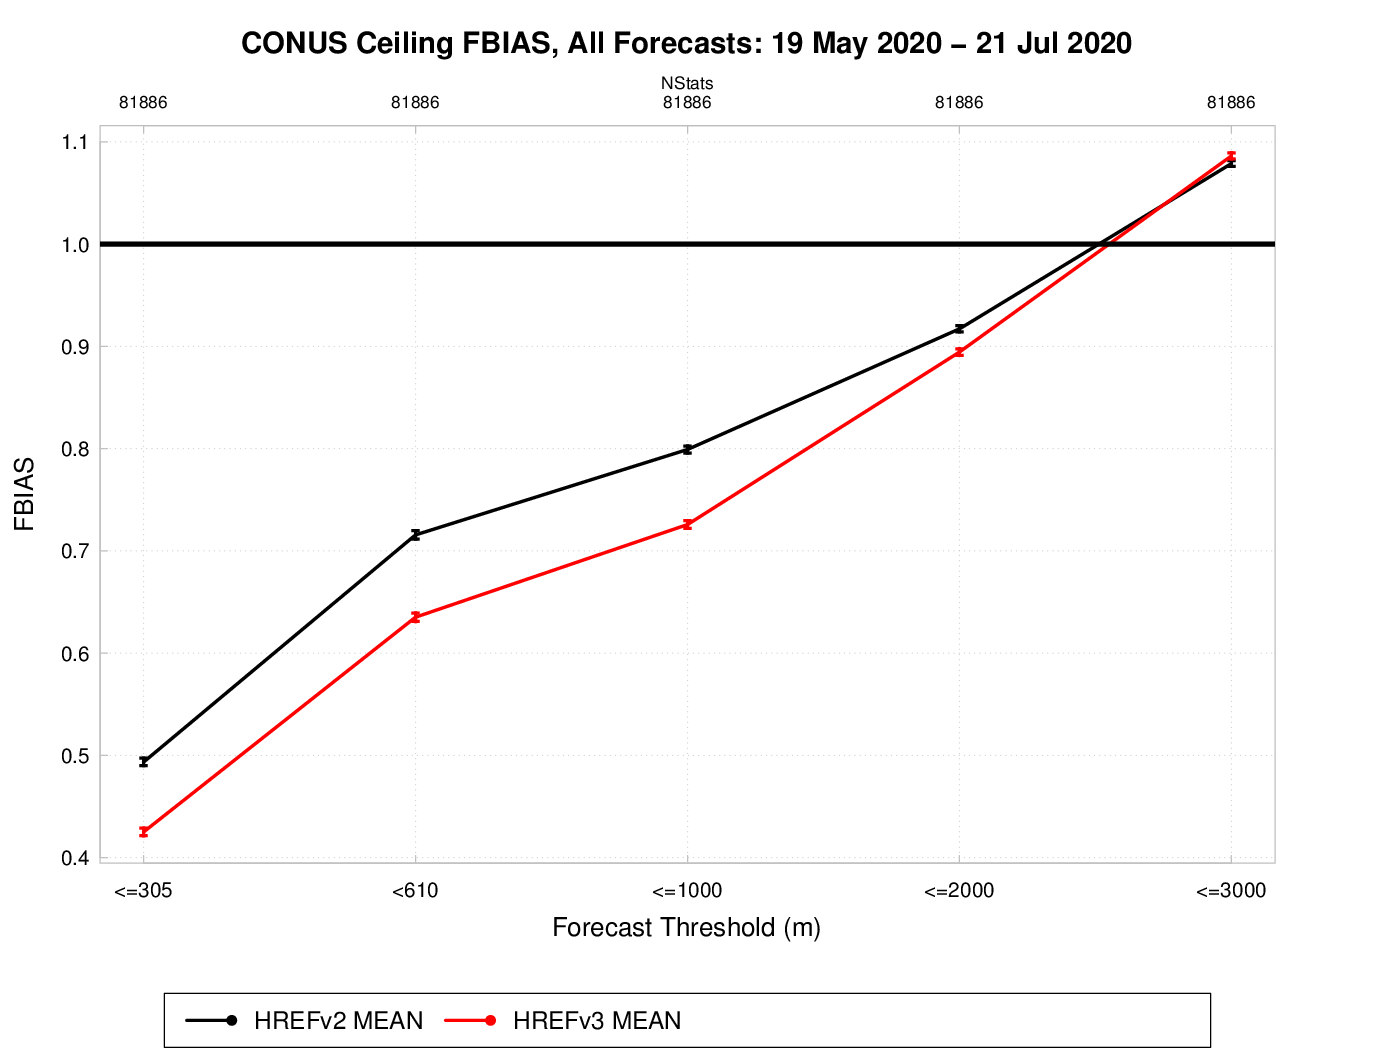 CONUS Ceiling FBIAS, All Forecasts: 19 May 2020 – 21 Jul 2020
NStats
81886 81886 81886 81886 81886
1.1
1.0
0.9
0.8
0.7
0.6
0.5
0.4
FBIAS
<=305 <610 <=1000 <=2000 <=3000
Forecast Threshold (m)
HREFv2 MEAN HREFv3 MEAN